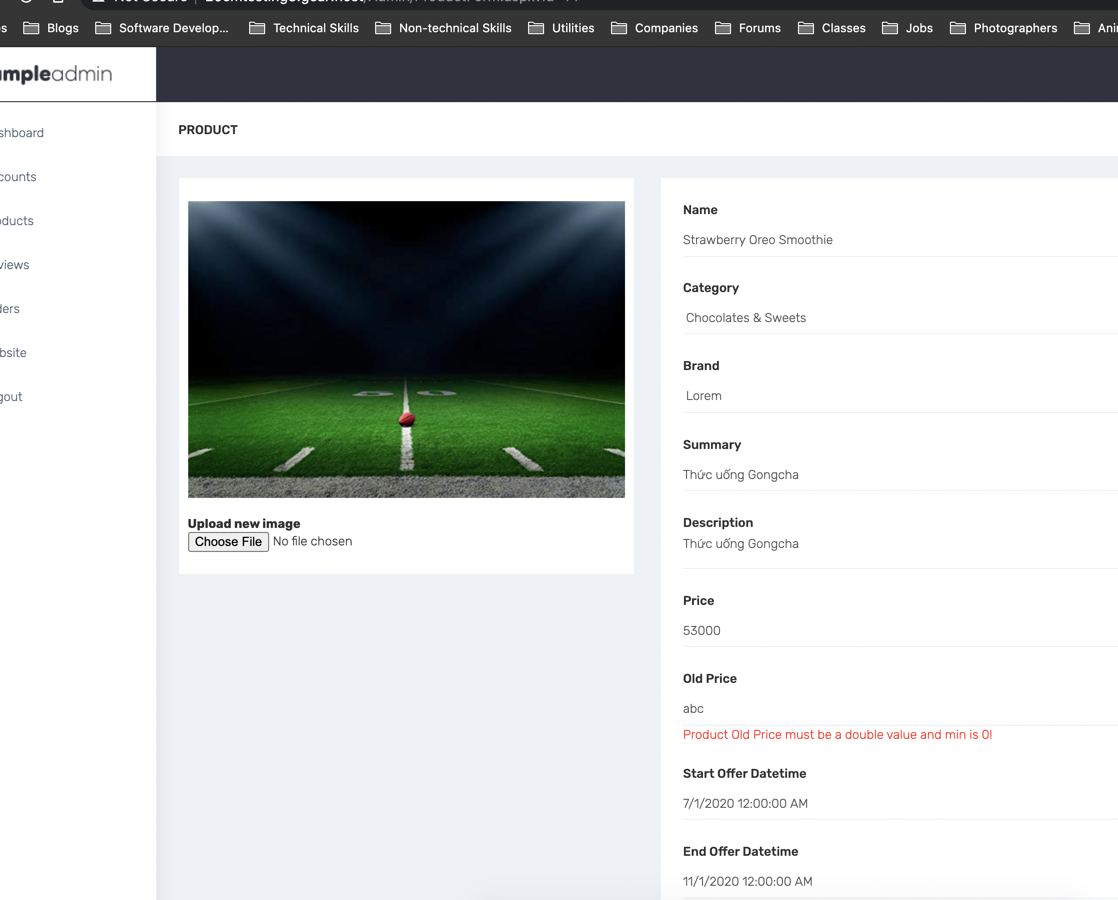 Blogs
Software Develop...
Technical Skills
Non-technical Skills
Utilities
Companies
Forums
Classes
Jobs
Photographers
Ani
mpleadmin
shboard
counts
oducts
views
ders
bsite
gout
PRODUCT
Upload new image
Choose File No file chosen
Name
Strawberry Oreo Smoothie
Category
Chocolates & Sweets
Brand
Lorem
Summary
Thức uống Gongcha
Description
Thức uống Gongcha
Price
53000
Old Price
abc
Product Old Price must be a double value and min is 0!
Start Offer Datetime
7/1/2020 12:00:00 AM
End Offer Datetime
11/1/2020 12:00:00 AM